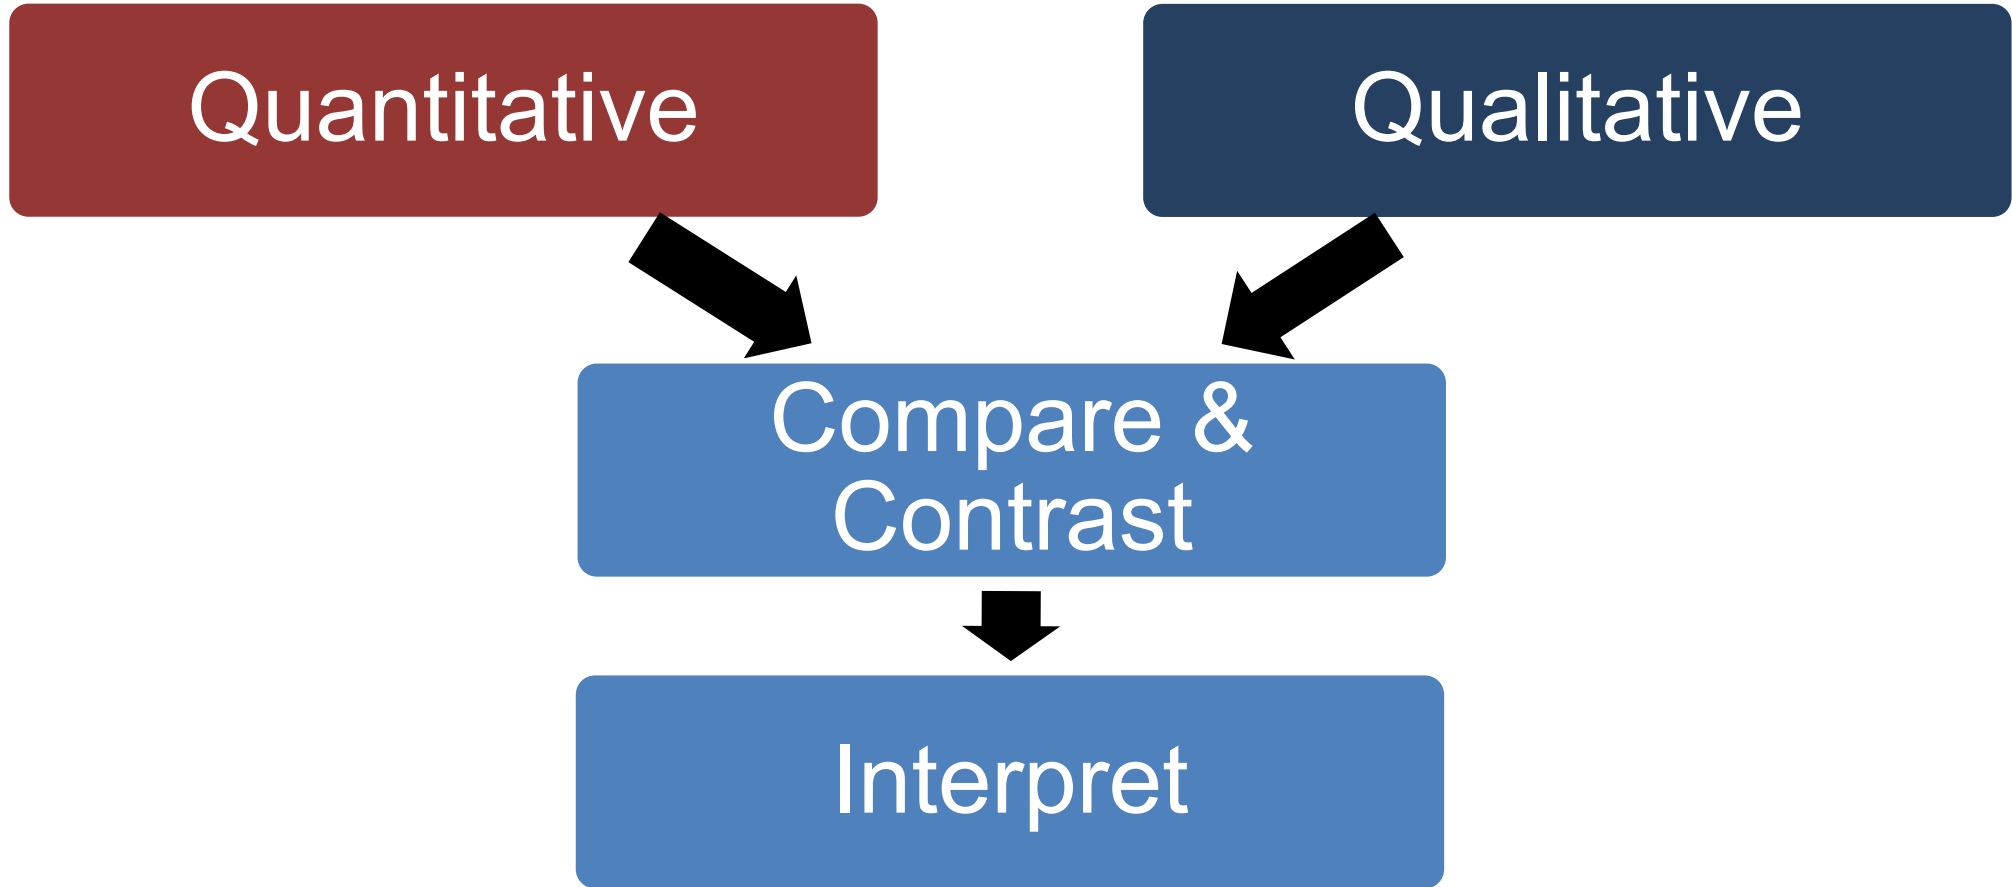 Quantitative
Qualitative
Compare &
Contrast
Interpret